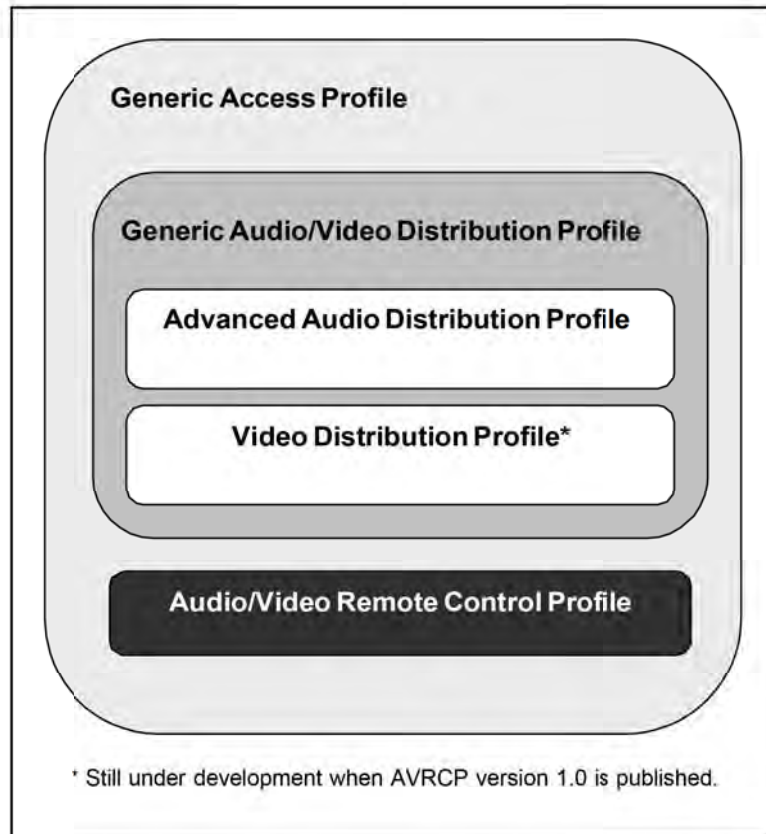 Generic Access Profile
Generic Audio/Video Distribution Profile
Advanced Audio Distribution Profile
Video Distribution Profile*
Audio/Video Remote Control Profile
* Still under development when AVRCP version 1.0 is published.